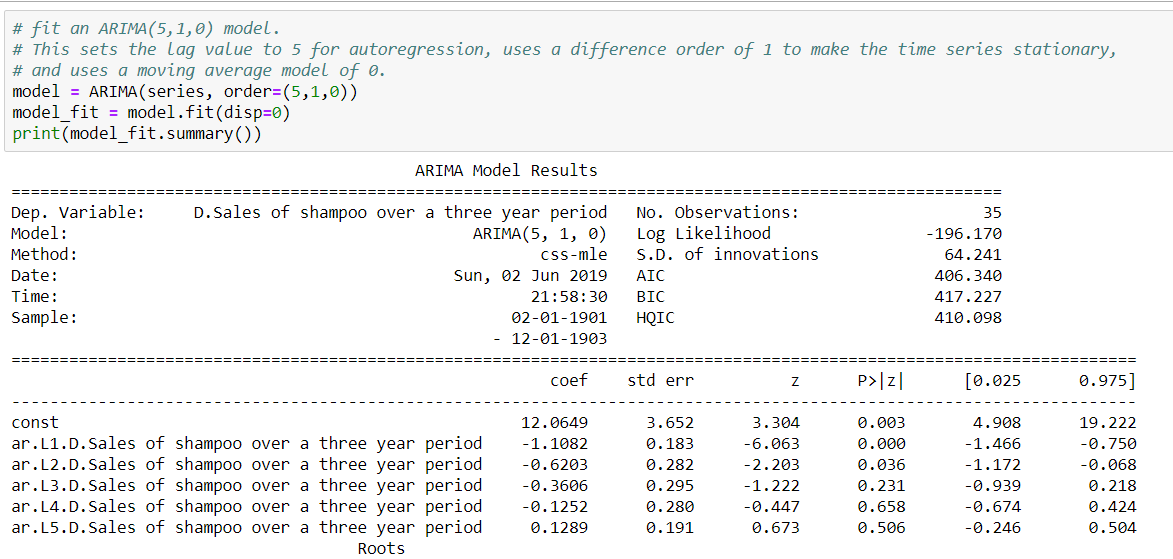 # fit an ARIMA(5,1,0) model.
# This sets the lag value to 5 for autoregression, uses a difference order of 1 to make the time series stationary,
# and uses a moving average model of 0.
model = ARIMA(series, order=(5,1,0))
model_fit = model.fit(disp=0)
print(model_fit.summary())
ARIMA Model Results
==============================================================================================================
Dep. Variable:     D.Sales of shampoo over a three year period   No. Observations:                   35
Model:                                          ARIMA(5, 1, 0)   Log Likelihood                -196.170
Method:                                                css-mle   S.D. of innovations             64.241
Date:                                         Sun, 02 Jun 2019   AIC                            406.340
Time:                                                 21:58:30   BIC                            417.227
Sample:                                             02-01-1901   HQIC                           410.098
- 12-01-1903
==============================================================================================================
coef    std err          z      P>|z|      [0.025      0.975]
--------------------------------------------------------------------------------------------------------------
const                                                12.0649      3.652      3.304      0.003       4.908      19.222
ar.L1.D.Sales of shampoo over a three year period    -1.1082      0.183     -6.063      0.000      -1.466      -0.750
ar.L2.D.Sales of shampoo over a three year period    -0.6203      0.282     -2.203      0.036      -1.172      -0.068
ar.L3.D.Sales of shampoo over a three year period    -0.3606      0.295     -1.222      0.231      -0.939       0.218
ar.L4.D.Sales of shampoo over a three year period    -0.1252      0.280     -0.447      0.658      -0.674       0.424
ar.L5.D.Sales of shampoo over a three year period     0.1289      0.191      0.673      0.506      -0.246       0.504
Roots